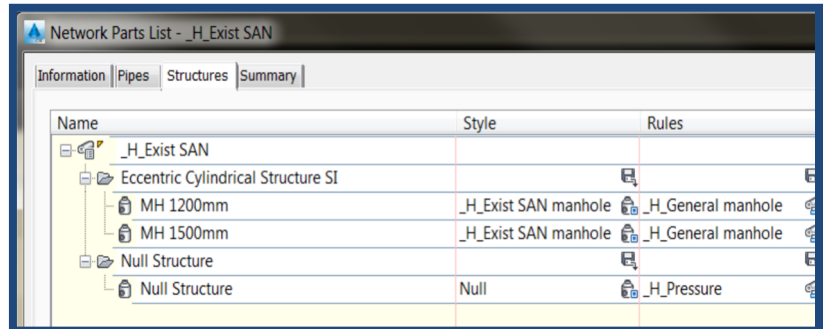 Network Parts List - _H_Exist SAN
Information Pipes Structures Summary
Name Style Rules
_H_Exist SAN
Eccentric Cylindrical Structure SI
MH 1200mm _H_Exist SAN manhole _H_General manhole
MH 1500mm _H_Exist SAN manhole _H_General manhole
Null Structure
Null Structure Null _H_Pressure